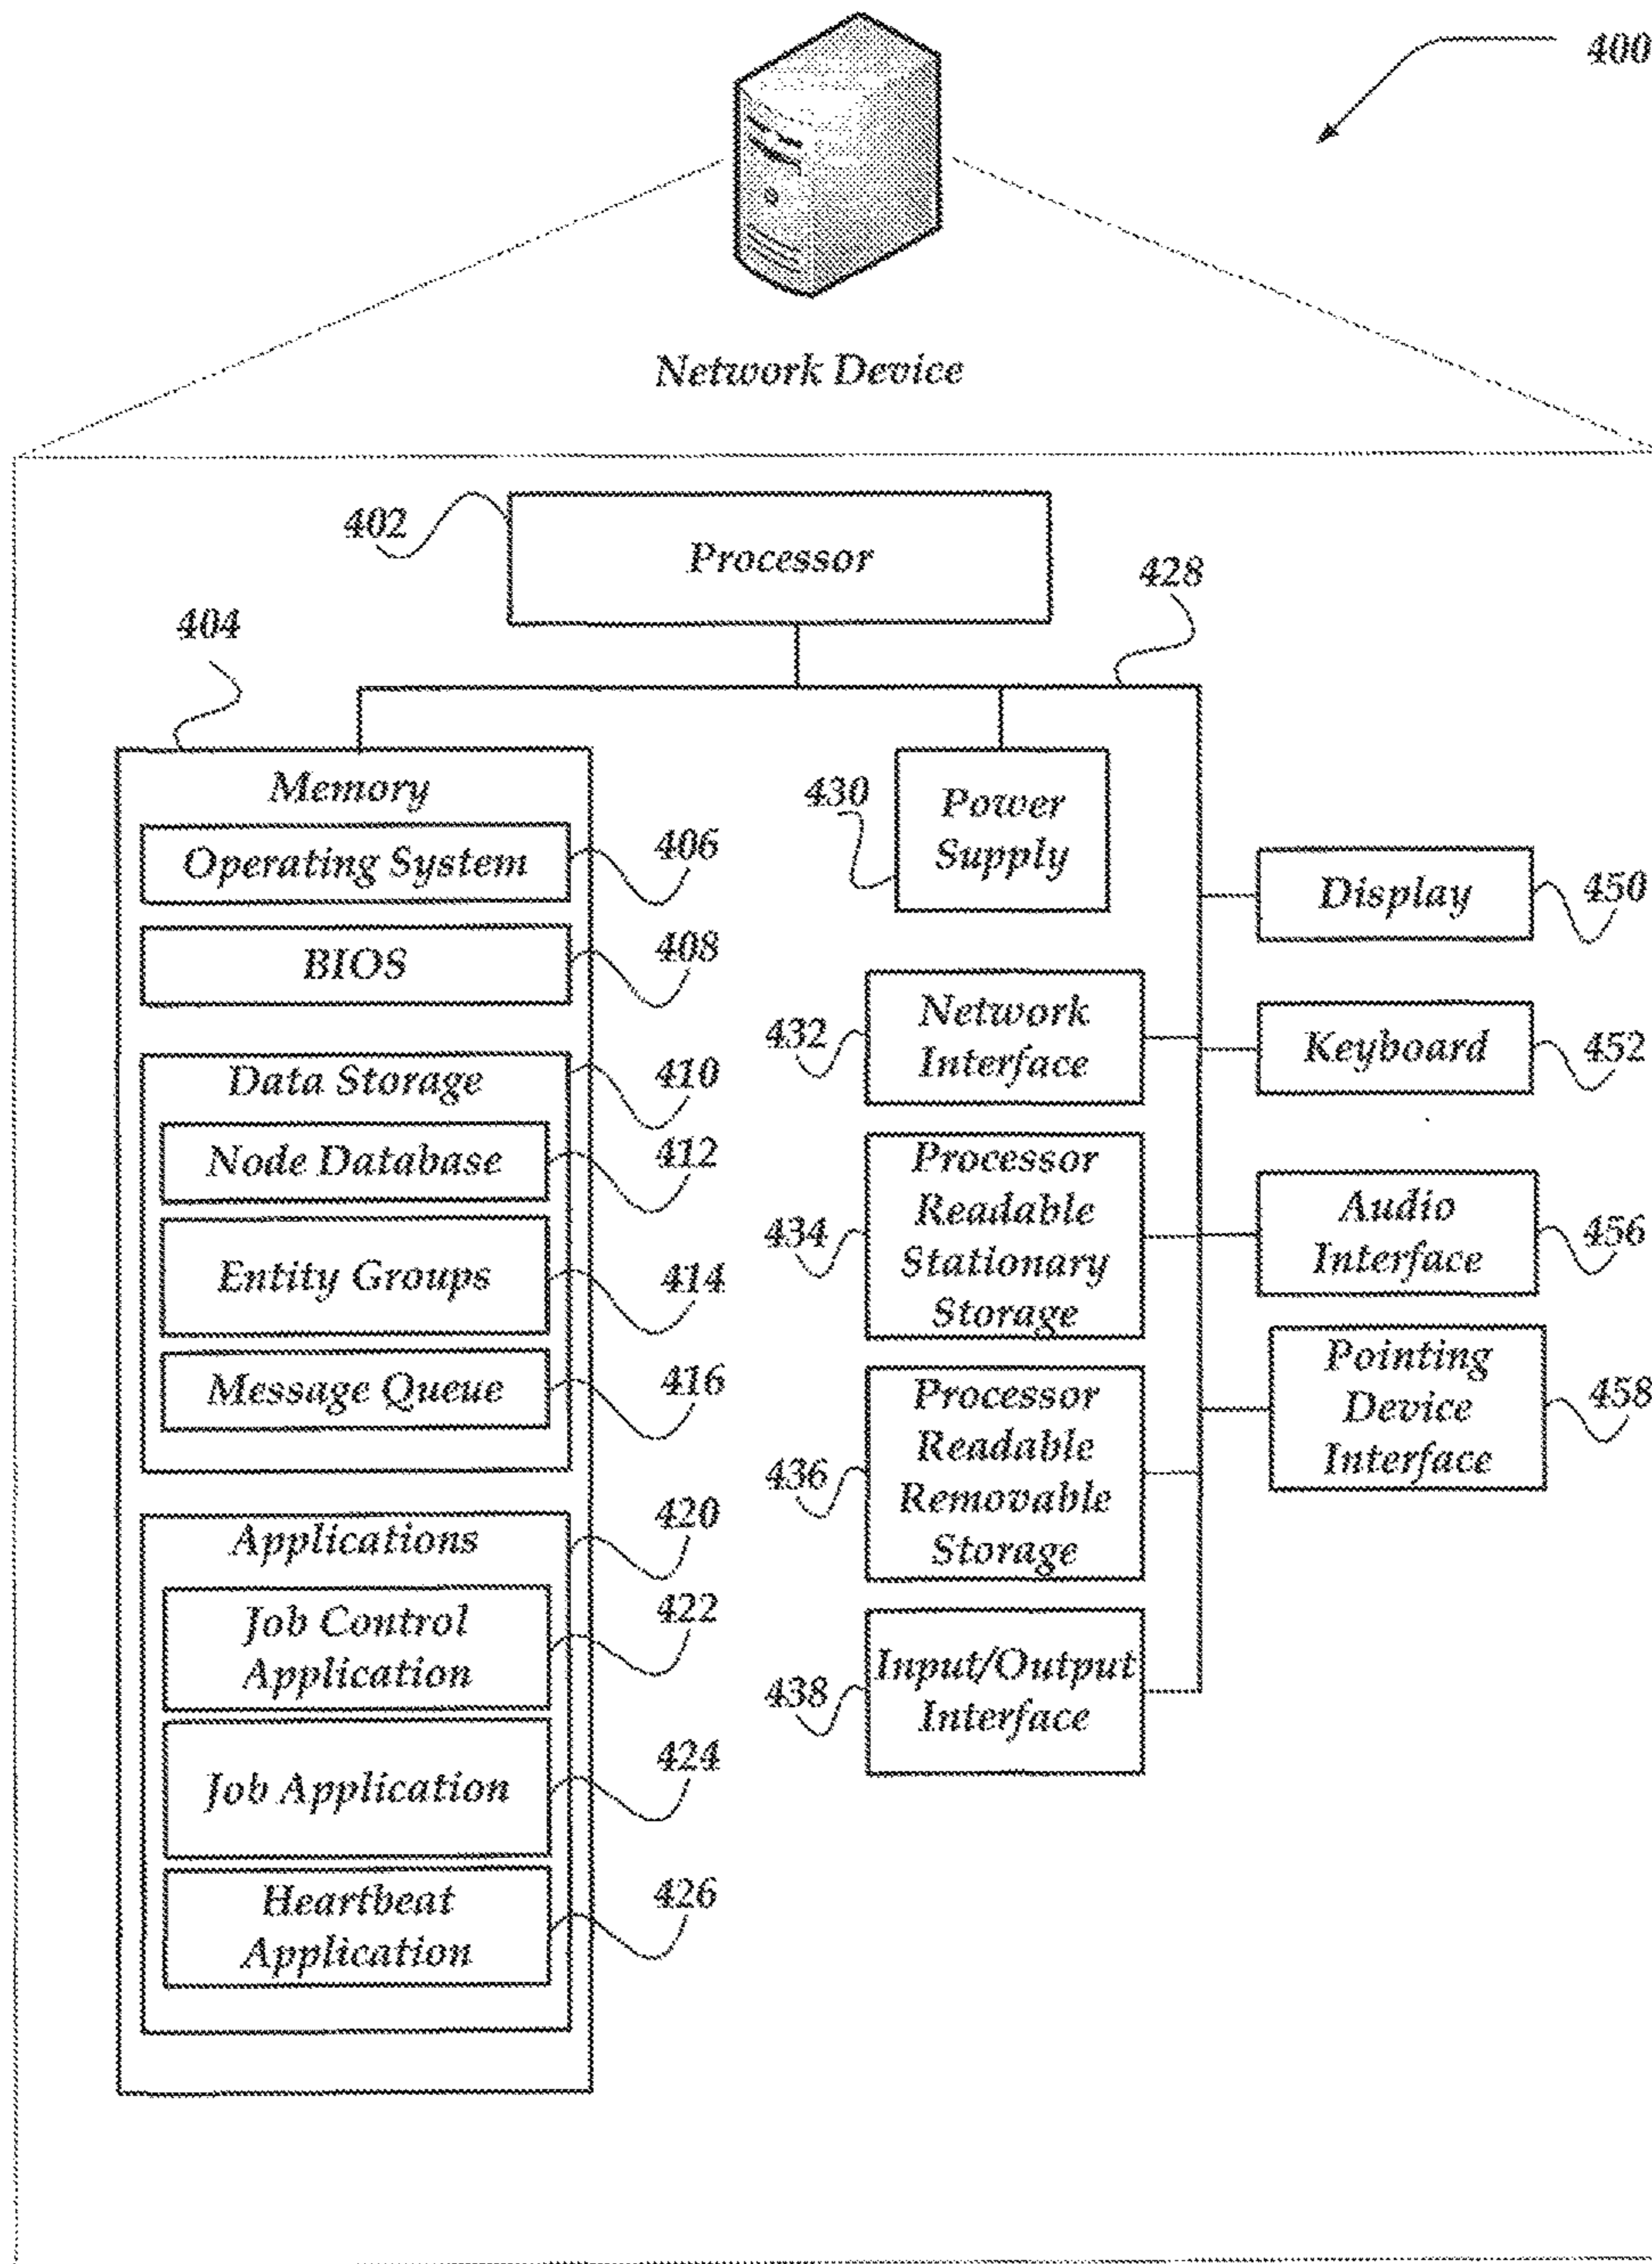 400
Network Device
402
Processor
428
404
Memory
Operating System
406
BIOS
408
Data Storage
410
Node Database
412
Entity Groups
414
Message Queue
416
Applications
420
Job Control
Application
422
Job Application
424
Heartbeat
Application
426
430
Power
Supply
432
Network
Interface
434
Processor
Readable
Stationary
Storage
436
Processor
Readable
Removable
Storage
438
Input/Output
Interface
Display
450
Keyboard
452
Audio
Interface
456
Pointing
Device
Interface
458